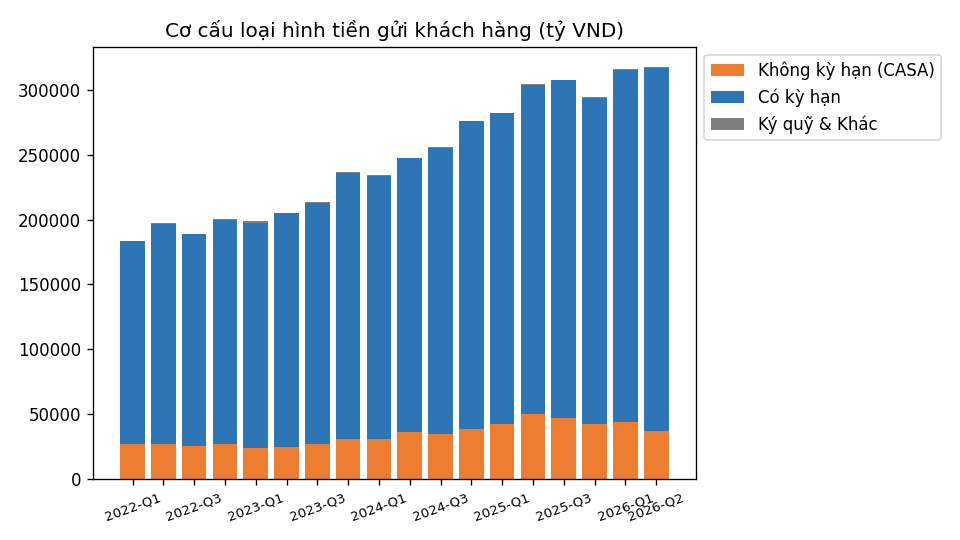 Cơ cấu loại hình tiền gửi khách hàng (tỷ VND)
Không kỳ hạn (CASA)
Có kỳ hạn
Ký quỹ & Khác
300000
250000
200000
150000
100000
50000
0
2022-Q1
2022-Q3
2023-Q1
2023-Q3
2024-Q1
2024-Q3
2025-Q1
2025-Q3
2026-Q1
2026-Q2